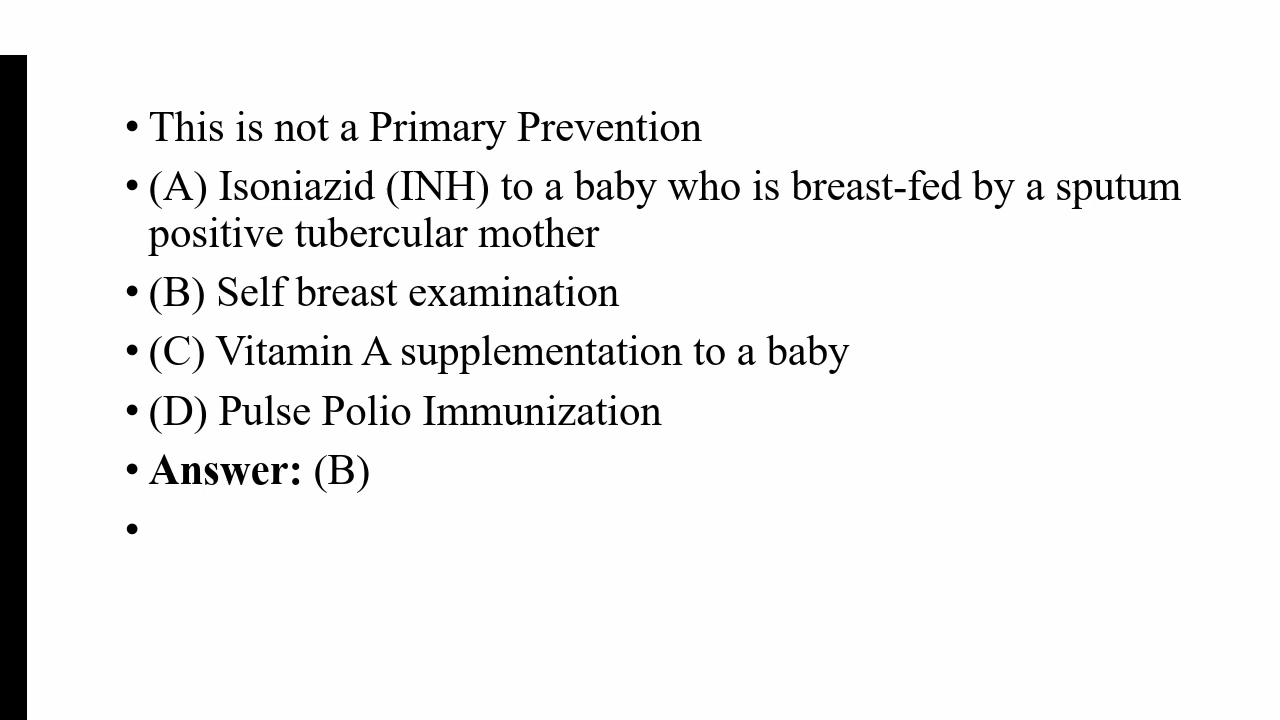 • This is not a Primary Prevention
• (A) Isoniazid (INH) to a baby who is breast-fed by a sputum
positive tubercular mother
• (B) Self breast examination
• (C) Vitamin A supplementation to a baby
• (D) Pulse Polio Immunization
• Answer: (B)
•